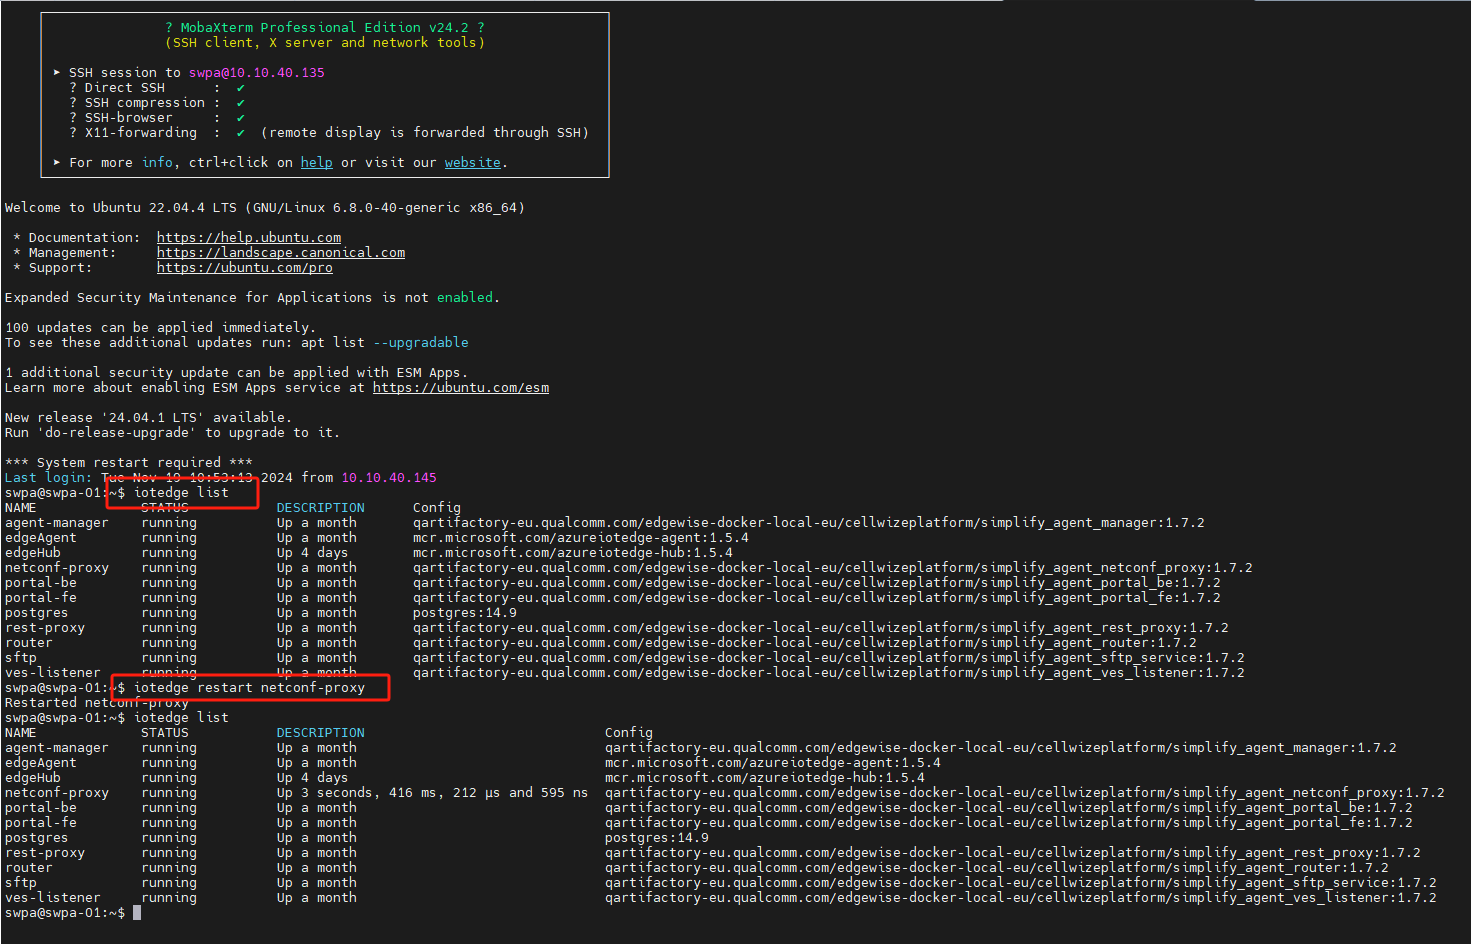 ? MobaXterm Professional Edition v24.2 ?
(SSH client, X server and network tools)
➤ SSH session to swpa@10.10.40.135
? Direct SSH      :  ✔
? SSH compression :  ✔
? SSH-browser     :  ✔
? X11-forwarding  :  ✔  (remote display is forwarded through SSH)
➤ For more info, ctrl+click on help or visit our website.
Welcome to Ubuntu 22.04.4 LTS (GNU/Linux 6.8.0-40-generic x86_64)
* Documentation:  https://help.ubuntu.com
* Management:     https://landscape.canonical.com
* Support:        https://ubuntu.com/pro
Expanded Security Maintenance for Applications is not enabled.
100 updates can be applied immediately.
To see these additional updates run: apt list --upgradable
1 additional security update can be applied with ESM Apps.
Learn more about enabling ESM Apps service at https://ubuntu.com/esm
New release '24.04.1 LTS' available.
Run 'do-release-upgrade' to upgrade to it.
*** System restart required ***
Last login: Tue Nov 19 10:53:13 2024 from 10.10.40.145
swpa@swpa-01:~$ iotedge list
NAME             STATUS           DESCRIPTION      Config
agent-manager    running          Up a month       qartifactory-eu.qualcomm.com/edgewise-docker-local-eu/cellwizeplatform/simplify_agent_manager:1.7.2
edgeAgent        running          Up a month       mcr.microsoft.com/azureiotedge-agent:1.5.4
edgeHub          running          Up 4 days        mcr.microsoft.com/azureiotedge-hub:1.5.4
netconf-proxy    running          Up a month       qartifactory-eu.qualcomm.com/edgewise-docker-local-eu/cellwizeplatform/simplify_agent_netconf_proxy:1.7.2
portal-be        running          Up a month       qartifactory-eu.qualcomm.com/edgewise-docker-local-eu/cellwizeplatform/simplify_agent_portal_be:1.7.2
portal-fe        running          Up a month       qartifactory-eu.qualcomm.com/edgewise-docker-local-eu/cellwizeplatform/simplify_agent_portal_fe:1.7.2
postgres         running          Up a month       postgres:14.9
rest-proxy       running          Up a month       qartifactory-eu.qualcomm.com/edgewise-docker-local-eu/cellwizeplatform/simplify_agent_rest_proxy:1.7.2
router           running          Up a month       qartifactory-eu.qualcomm.com/edgewise-docker-local-eu/cellwizeplatform/simplify_agent_router:1.7.2
sftp             running          Up a month       qartifactory-eu.qualcomm.com/edgewise-docker-local-eu/cellwizeplatform/simplify_agent_sftp_service:1.7.2
ves-listener     running          Up a month       qartifactory-eu.qualcomm.com/edgewise-docker-local-eu/cellwizeplatform/simplify_agent_ves_listener:1.7.2
swpa@swpa-01:~$ iotedge restart netconf-proxy
Restarted netconf-proxy
swpa@swpa-01:~$ iotedge list
NAME             STATUS           DESCRIPTION                              Config
agent-manager    running          Up a month                               qartifactory-eu.qualcomm.com/edgewise-docker-local-eu/cellwizeplatform/simplify_agent_manager:1.7.2
edgeAgent        running          Up a month                               mcr.microsoft.com/azureiotedge-agent:1.5.4
edgeHub          running          Up 4 days                                mcr.microsoft.com/azureiotedge-hub:1.5.4
netconf-proxy    running          Up 3 seconds, 416 ms, 212 µs and 595 ns  qartifactory-eu.qualcomm.com/edgewise-docker-local-eu/cellwizeplatform/simplify_agent_netconf_proxy:1.7.2
portal-be        running          Up a month                               qartifactory-eu.qualcomm.com/edgewise-docker-local-eu/cellwizeplatform/simplify_agent_portal_be:1.7.2
portal-fe        running          Up a month                               qartifactory-eu.qualcomm.com/edgewise-docker-local-eu/cellwizeplatform/simplify_agent_portal_fe:1.7.2
postgres         running          Up a month                               postgres:14.9
rest-proxy       running          Up a month                               qartifactory-eu.qualcomm.com/edgewise-docker-local-eu/cellwizeplatform/simplify_agent_rest_proxy:1.7.2
router           running          Up a month                               qartifactory-eu.qualcomm.com/edgewise-docker-local-eu/cellwizeplatform/simplify_agent_router:1.7.2
sftp             running          Up a month                               qartifactory-eu.qualcomm.com/edgewise-docker-local-eu/cellwizeplatform/simplify_agent_sftp_service:1.7.2
ves-listener     running          Up a month                               qartifactory-eu.qualcomm.com/edgewise-docker-local-eu/cellwizeplatform/simplify_agent_ves_listener:1.7.2
swpa@swpa-01:~$